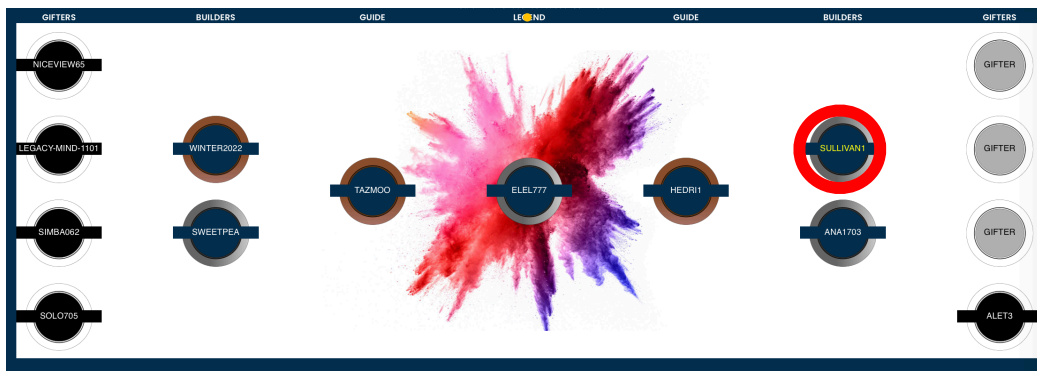 GIFTERS BUILDERS GUIDE LEGEND GUIDE BUILDERS GIFTERS
NICEVIEW65 GIFTER
LEGACY-MIND-1101 WINTER2022 SULLIVAN1 GIFTER
TAZMOO ELEL777 HEDRI1
SIMBA062 SWEETPEA ANA1703 GIFTER
SOLO705 ALET3